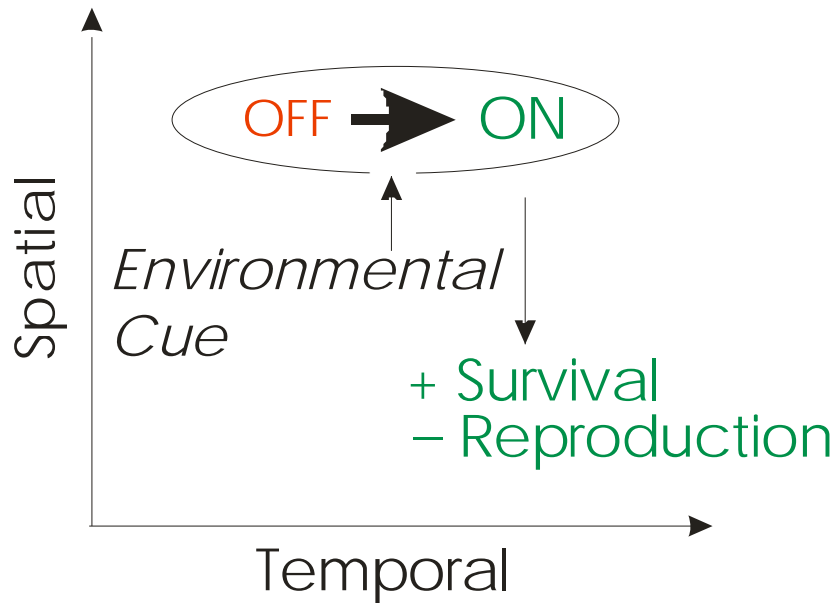 Spatial
OFF ON
Environmental
Cue
+ Survival
− Reproduction
Temporal